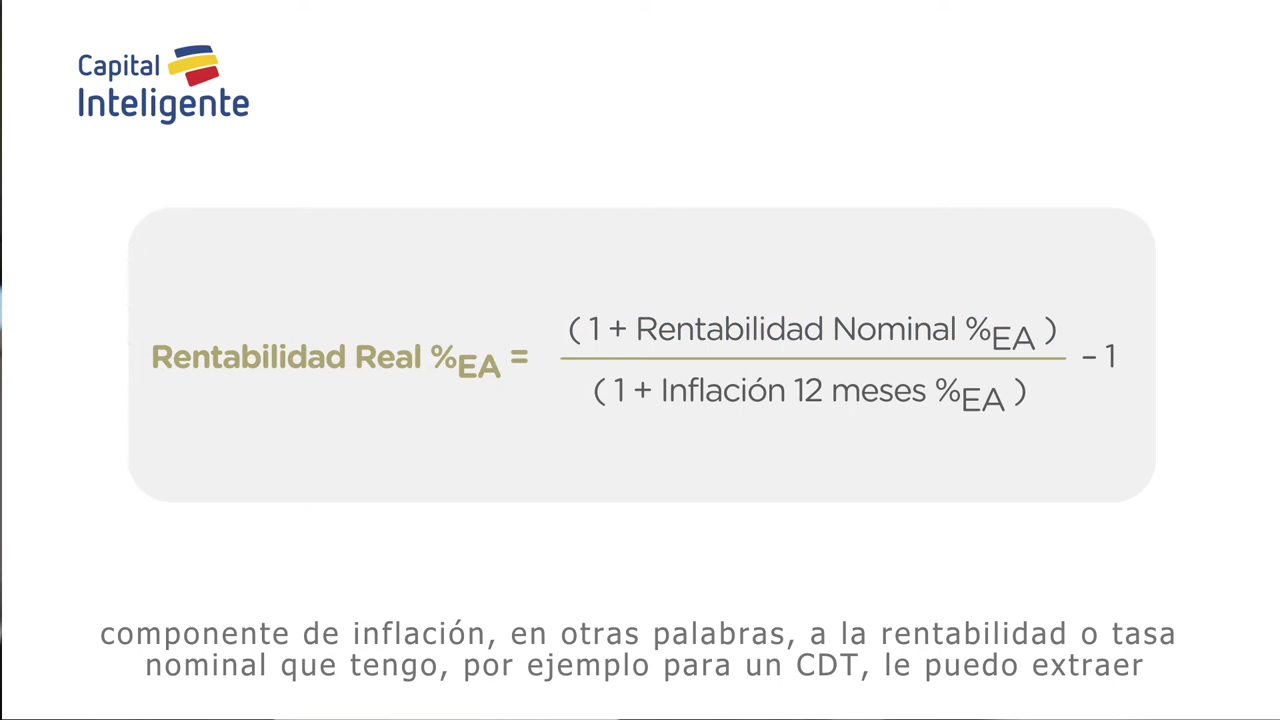 Capital
Inteligente
( 1 + Rentabilidad Nominal %EA )
Rentabilidad Real %EA = - 1
( 1 + Inflación 12 meses %EA )
componente de inflación, en otras palabras, a la rentabilidad o tasa
nominal que tengo, por ejemplo para un CDT, le puedo extraer